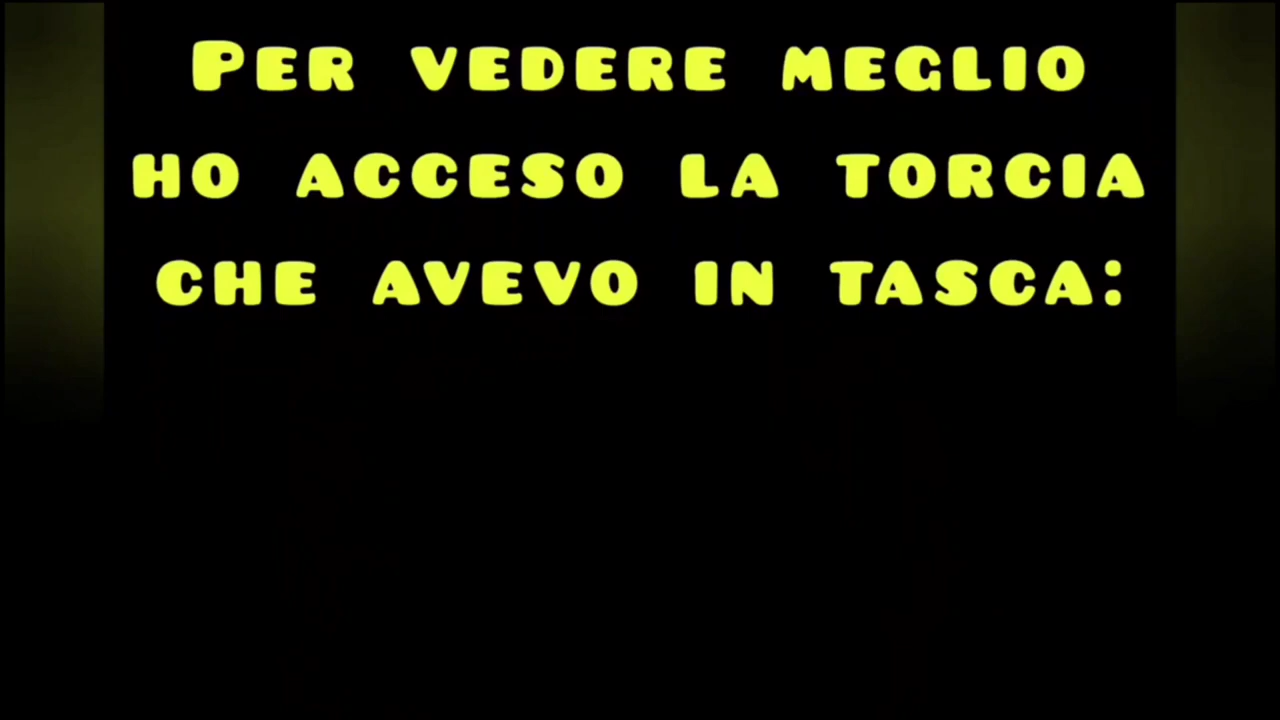 Per vedere meglio
ho acceso la torcia
che avevo in tasca: